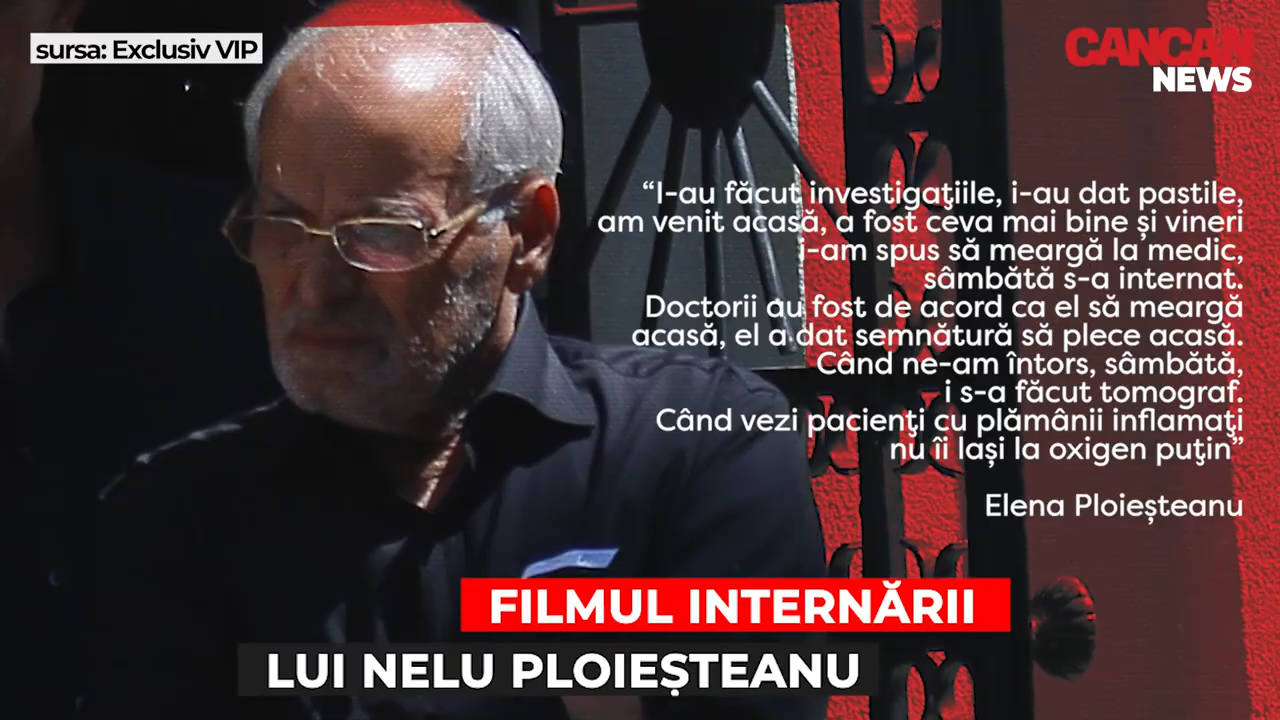 sursa: Exclusiv VIP
CANCAN
NEWS
“I-au făcut investigaţiile, i-au dat pastile,
am venit acasă, a fost ceva mai bine și vineri
i-am spus să meargă la medic,
sâmbătă s-a internat.
Doctorii au fost de acord ca el să meargă
acasă, el a dat semnătură să plece acasă.
Când ne-am întors, sâmbătă,
i s-a făcut tomograf.
Când vezi pacienţi cu plămânii inflamaţi
nu îi lași la oxigen puţin”
Elena Ploieșteanu
FILMUL INTERNĂRII
LUI NELU PLOIEȘTEANU